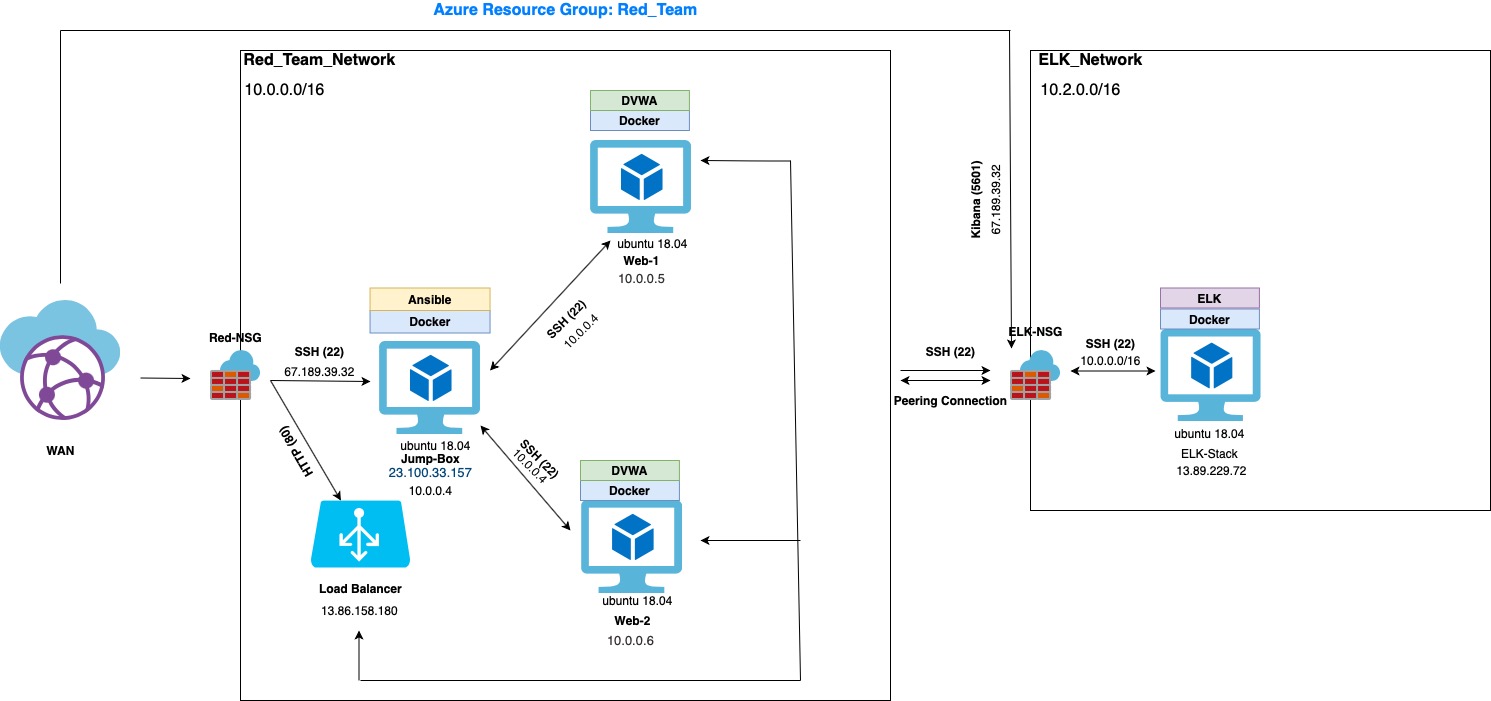 Azure Resource Group: Red_Team
Red_Team_Network
10.0.0.0/16
ELK_Network
10.2.0.0/16
DVWA
Docker
ubuntu 18.04
Web-1
10.0.0.5
Kibana (5601)
67.189.39.32
Ansible
Docker
SSH (22)
10.0.0.4
ELK
Docker
Red-NSG
SSH (22)
67.189.39.32
SSH (22)
Peering Connection
ELK-NSG
SSH (22)
10.0.0.0/16
WAN
HTTP (80)
ubuntu 18.04
Jump-Box
23.100.33.157
10.0.0.4
SSH (22)
10.0.0.4
ubuntu 18.04
ELK-Stack
13.89.229.72
DVWA
Docker
Load Balancer
13.86.158.180
ubuntu 18.04
Web-2
10.0.0.6